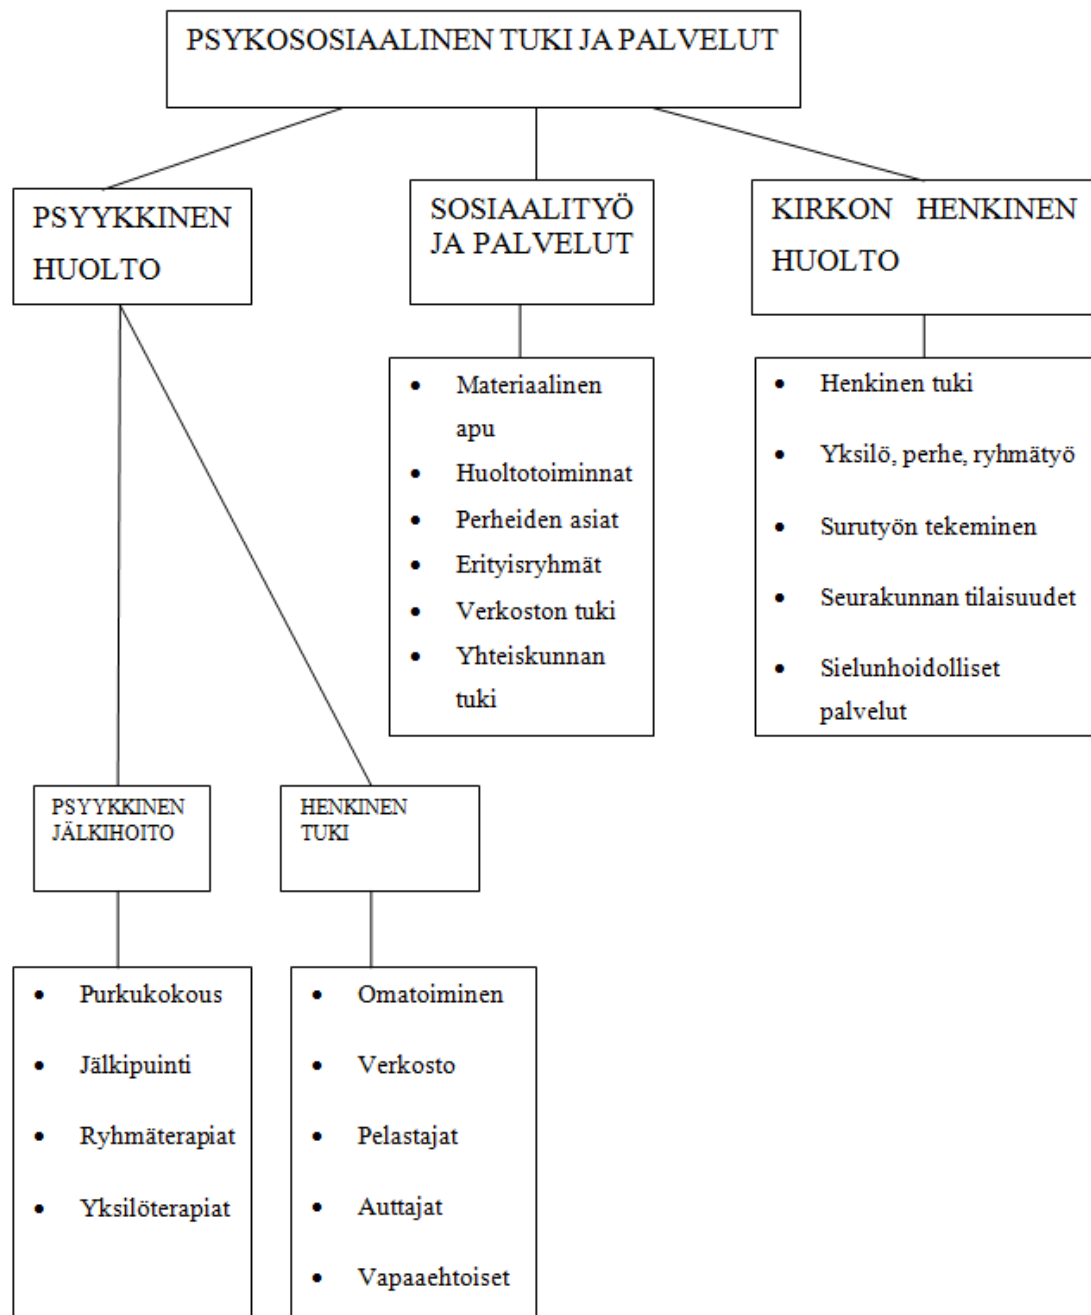 PSYKOSOSIAALINEN TUKI JA PALVELUT
PSYYKKINEN
HUOLTO
SOSIAALITYÖ
JA PALVELUT
KIRKON HENKINEN
HUOLTO
• Materiaalinen
apu
• Huoltotoiminnat
• Perheiden asiat
• Erityisryhmät
• Verkoston tuki
• Yhteiskunnan
tuki
• Henkinen tuki
• Yksilö, perhe, ryhmätyö
• Surutyön tekeminen
• Seurakunnan tilaisuudet
• Sielunhoidolliset
palvelut
PSYYKKINEN
JÄLKIHOITO
HENKINEN
TUKI
• Purkukokous
• Jälkipuinti
• Ryhmäterapiat
• Yksilöterapiat
• Omatoiminen
• Verkosto
• Pelastajat
• Auttajat
• Vapaaehtoiset